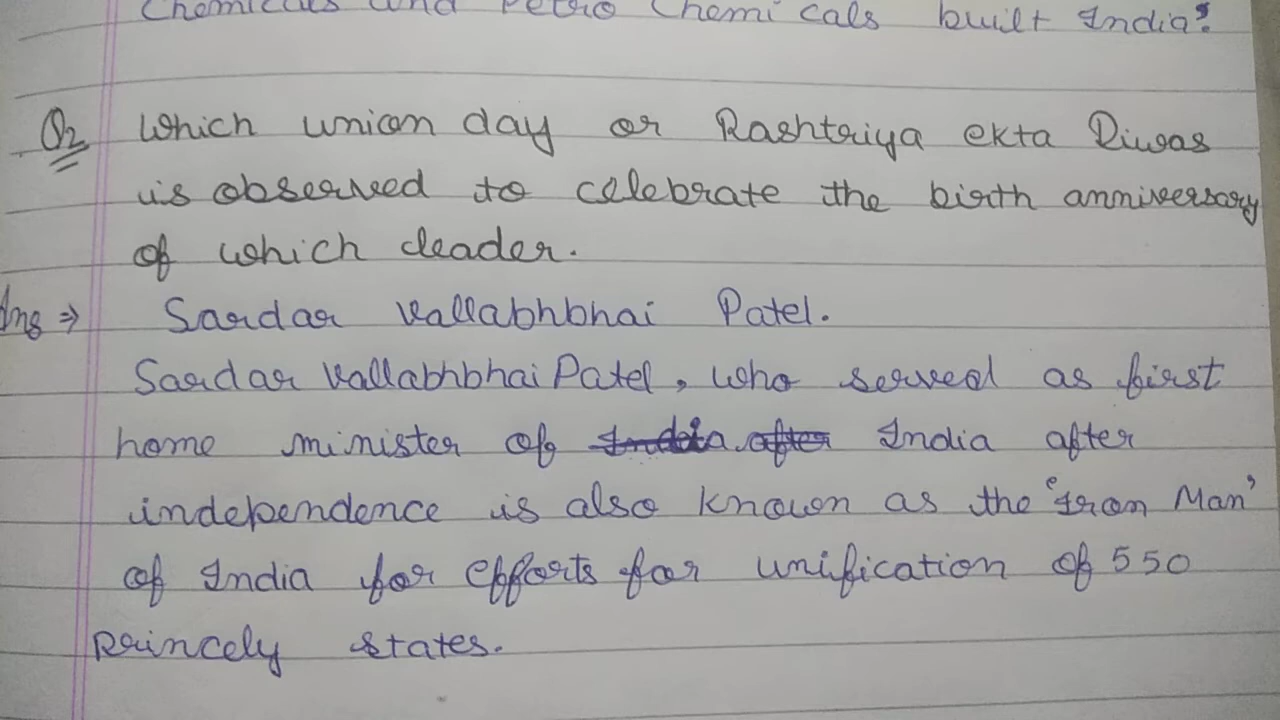 Chemicals and Petro Chemicals built India?
Q2 Which union day or Rashtriya ekta Diwas
is observed to celebrate the birth anniversary
of which leader.
Ans ⇒ Sardar Vallabhbhai Patel.
Sardar Vallabhbhai Patel, who served as first
home minister of India after India after
independence is also known as the 'Iron Man'
of India for efforts for unification of 550
Princely states.